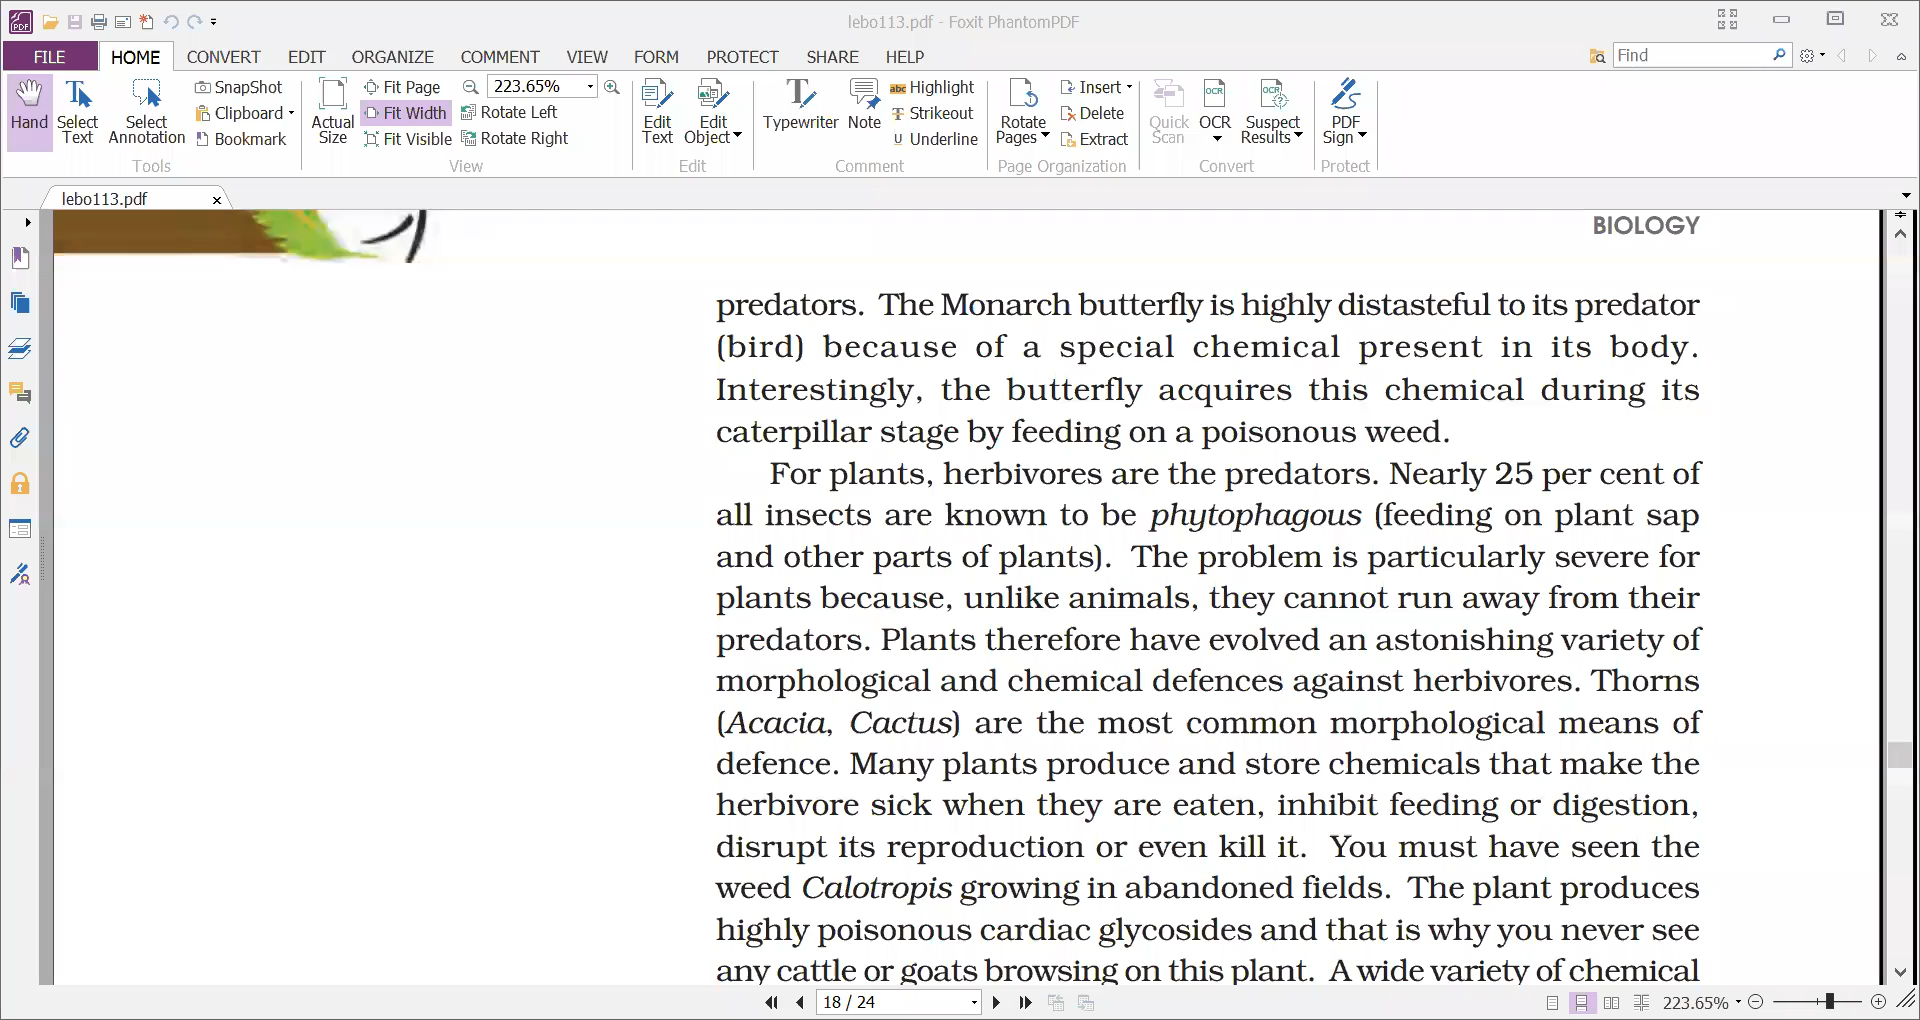 lebo113.pdf - Foxit PhantomPDF
FILE HOME CONVERT EDIT ORGANIZE COMMENT VIEW FORM PROTECT SHARE HELP Find
Hand
Select Text
Select Annotation
SnapShot
Clipboard
Bookmark
Tools
Actual Size
Fit Page
Fit Width
Fit Visible
223.65%
Rotate Left
Rotate Right
View
Edit Text
Edit Object
Edit
Typewriter
Note
Highlight
Strikeout
Underline
Comment
Rotate Pages
Insert
Delete
Extract
Page Organization
Quick Scan
OCR
Suspect Results
Convert
PDF Sign
Protect
lebo113.pdf
BIOLOGY
predators. The Monarch butterfly is highly distasteful to its predator
(bird) because of a special chemical present in its body.
Interestingly, the butterfly acquires this chemical during its
caterpillar stage by feeding on a poisonous weed.
For plants, herbivores are the predators. Nearly 25 per cent of
all insects are known to be phytophagous (feeding on plant sap
and other parts of plants). The problem is particularly severe for
plants because, unlike animals, they cannot run away from their
predators. Plants therefore have evolved an astonishing variety of
morphological and chemical defences against herbivores. Thorns
(Acacia, Cactus) are the most common morphological means of
defence. Many plants produce and store chemicals that make the
herbivore sick when they are eaten, inhibit feeding or digestion,
disrupt its reproduction or even kill it. You must have seen the
weed Calotropis growing in abandoned fields. The plant produces
highly poisonous cardiac glycosides and that is why you never see
any cattle or goats browsing on this plant. A wide variety of chemical
18 / 24
223.65%